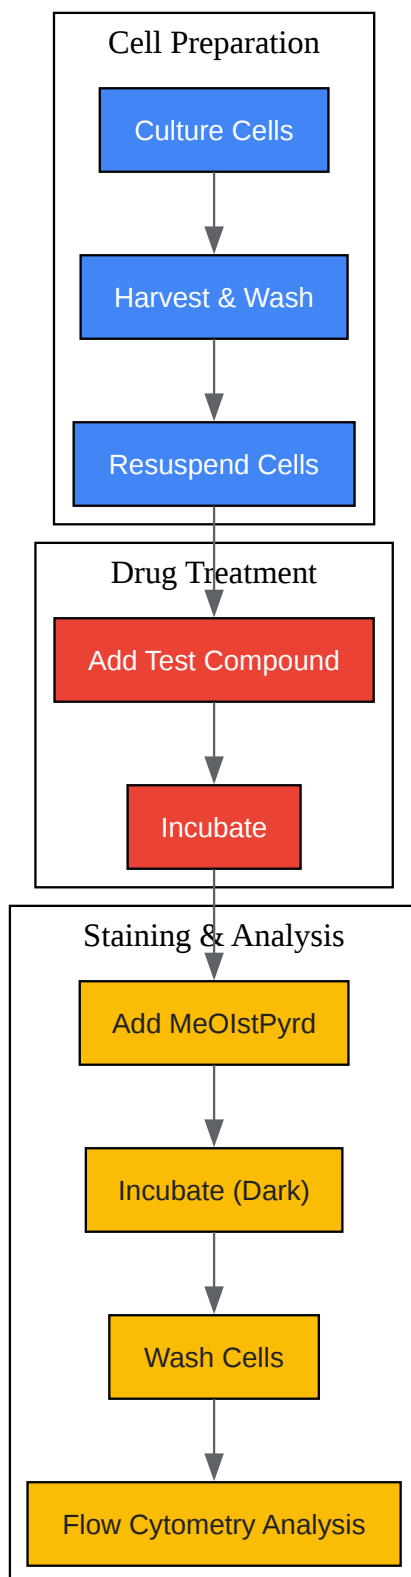 Cell Preparation
Culture Cells
Harvest & Wash
Resuspend Cells
Drug Treatment
Add Test Compound
Incubate
Staining & Analysis
Add MeOIstPyrd
Incubate (Dark)
Wash Cells
Flow Cytometry Analysis